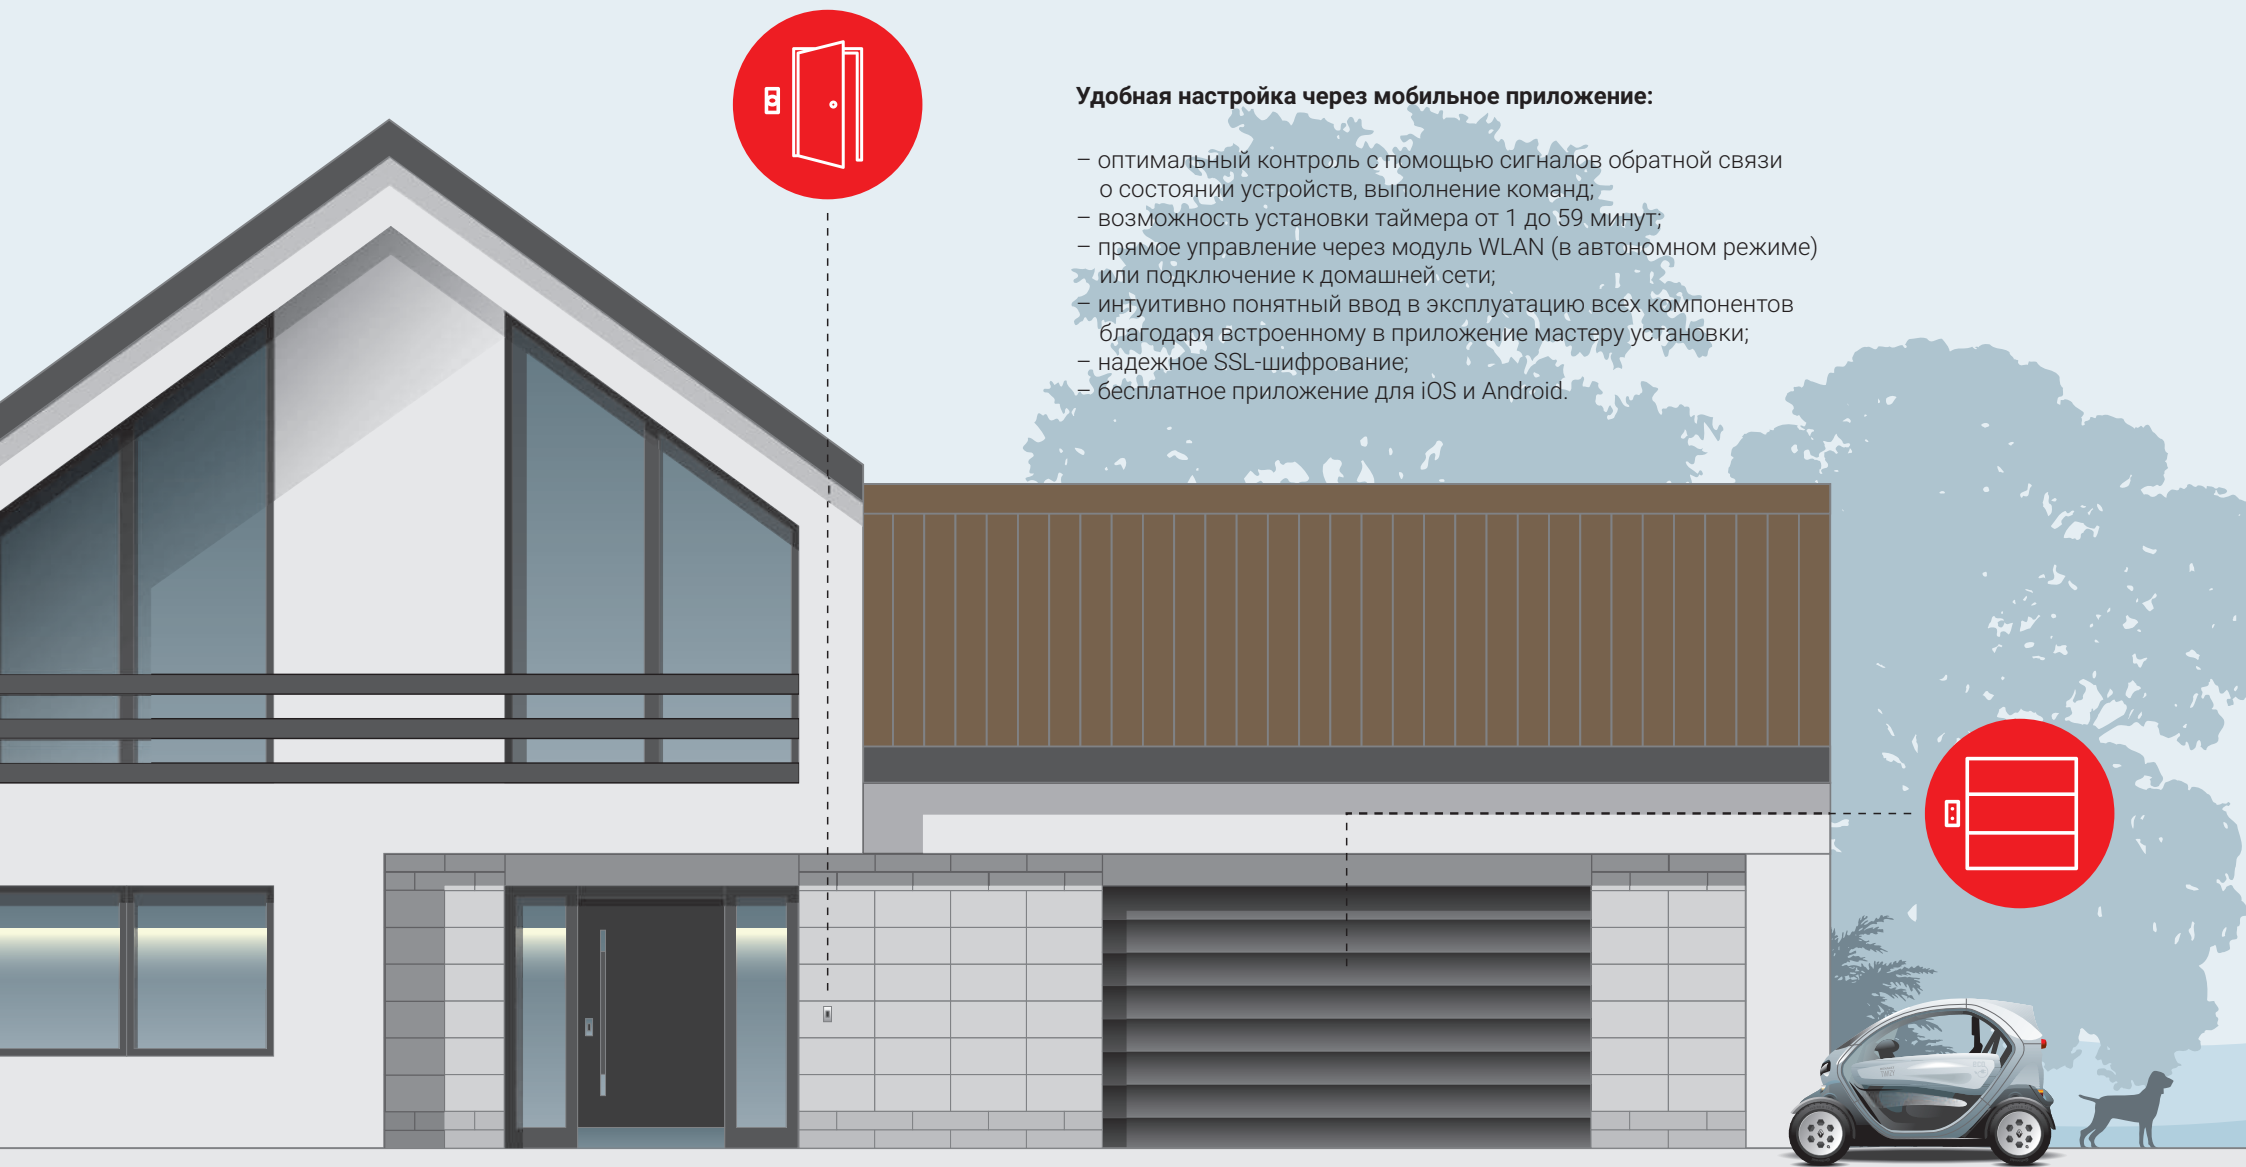 Удобная настройка через мобильное приложение:
– оптимальный контроль с помощью сигналов обратной связи
о состоянии устройств, выполнение команд;
– возможность установки таймера от 1 до 59 минут;
– прямое управление через модуль WLAN (в автономном режиме)
или подключение к домашней сети;
– интуитивно понятный ввод в эксплуатацию всех компонентов
благодаря встроенному в приложение мастеру установки;
– надежное SSL-шифрование;
– бесплатное приложение для iOS и Android.